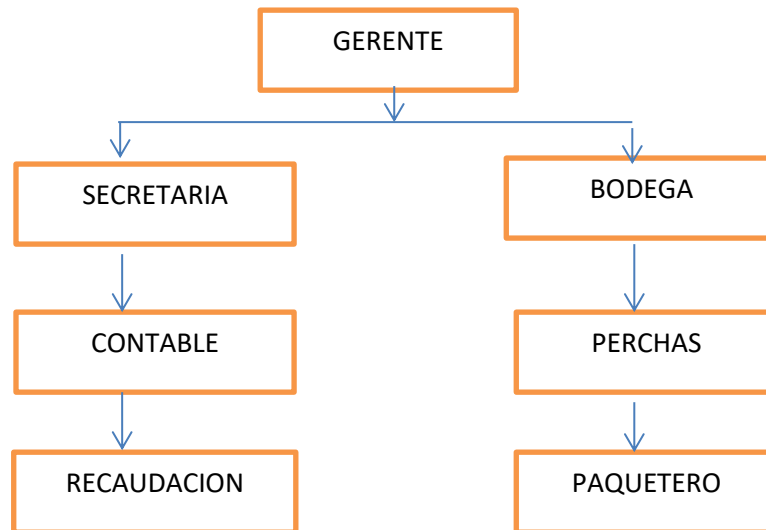 GERENTE
SECRETARIA
BODEGA
CONTABLE
PERCHAS
RECAUDACION
PAQUETERO